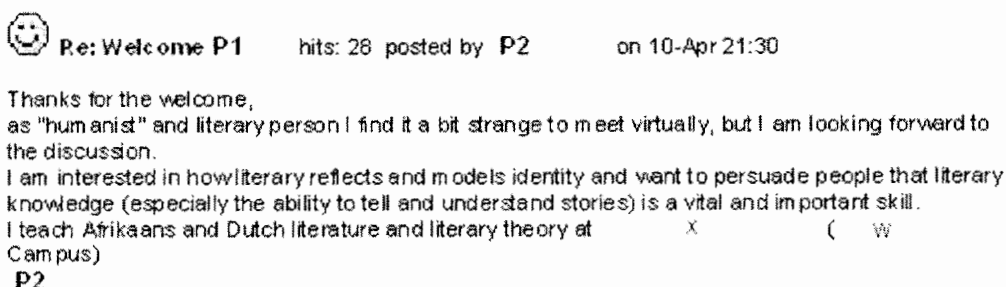 Re: Welcome P1 hits: 28 posted by P2 on 10-Apr 21:30
Thanks for the welcome,
as "humanist" and literary person I find it a bit strange to meet virtually, but I am looking forward to
the discussion.
I am interested in how literary reflects and models identity and want to persuade people that literary
knowledge (especially the ability to tell and understand stories) is a vital and important skill.
I teach Afrikaans and Dutch literature and literary theory at X ( W
Campus)
P2